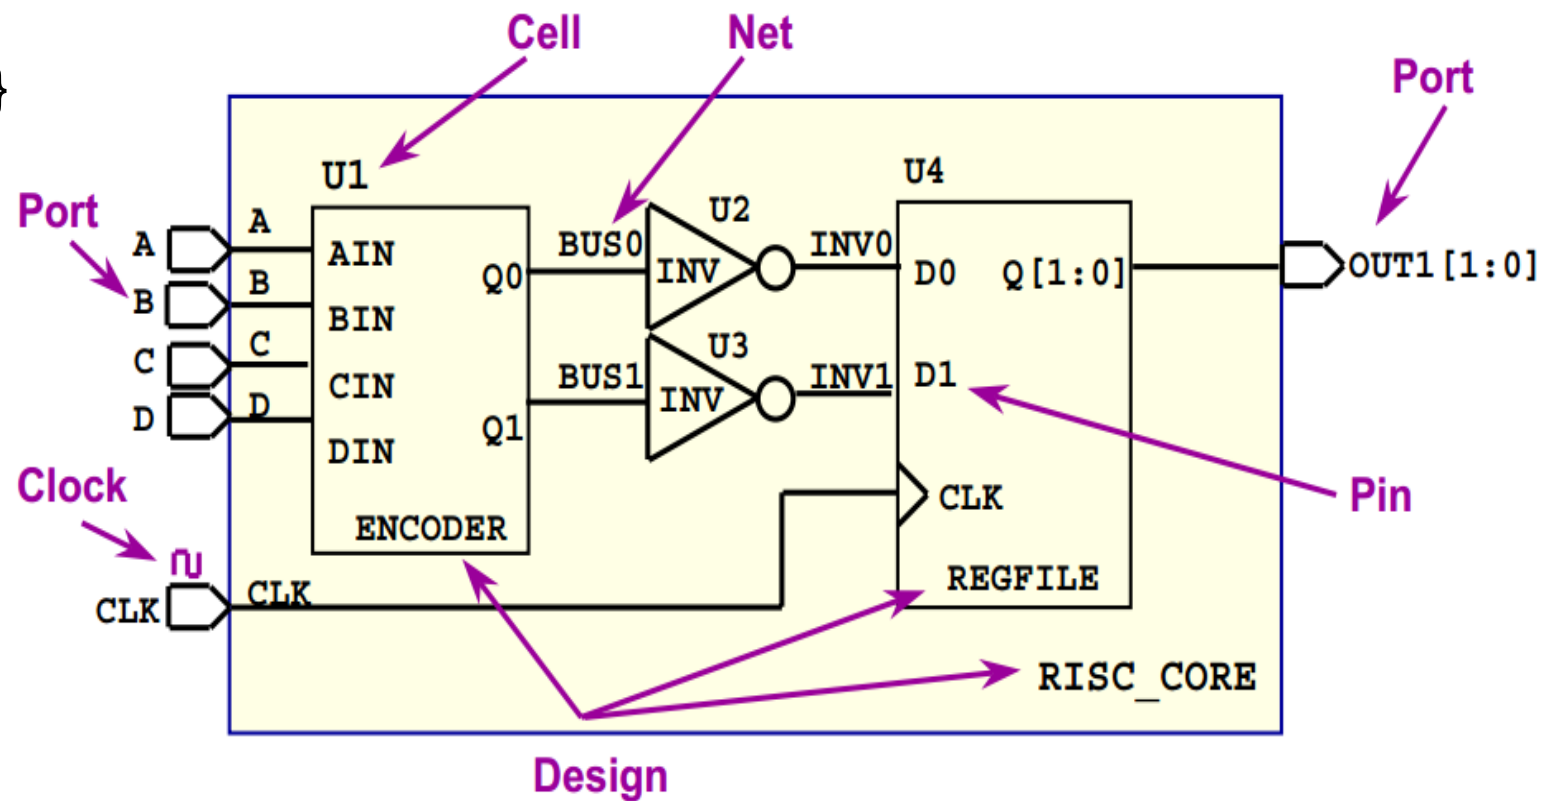 Cell
Net
Port
}
U1
U4
Port
A
A
U2
BUS0
INV0
AIN
Q0
INV
D0
Q[1:0]
OUT1[1:0]
B
B
BIN
C
C
U3
BUS1
INV1
D1
CIN
INV
D
D
Q1
DIN
Clock
CLK
Pin
ENCODER
REGFILE
CLK
CLK
RISC_CORE
Design